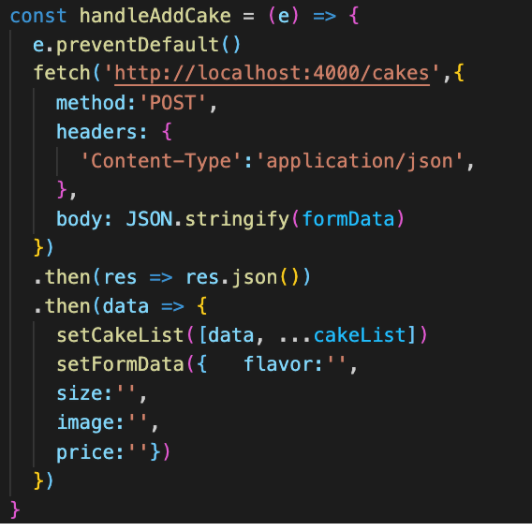 const handleAddCake = (e) => {
e.preventDefault()
fetch('http://localhost:4000/cakes',{
method:'POST',
headers: {
'Content-Type':'application/json',
},
body: JSON.stringify(formData)
})
.then(res => res.json())
.then(data => {
setCakeList([data, ...cakeList])
setFormData({   flavor:'',
size:'',
image:'',
price:''})
})
}